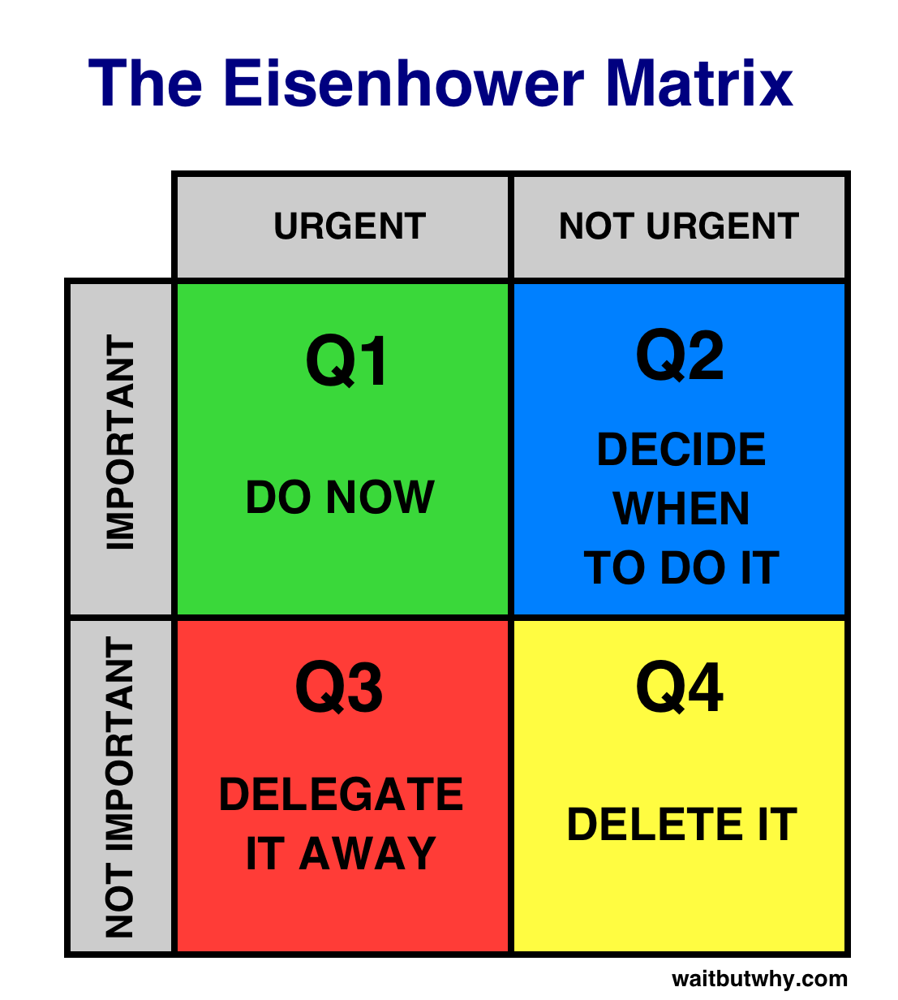 The Eisenhower Matrix
URGENT
NOT URGENT
IMPORTANT
Q1
DO NOW
Q2
DECIDE
WHEN
TO DO IT
NOT IMPORTANT
Q3
DELEGATE
IT AWAY
Q4
DELETE IT
waitbutwhy.com